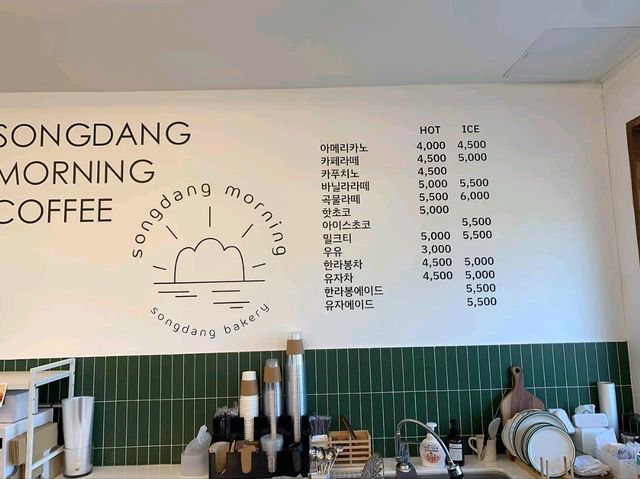 SONGDANG
MORNING
COFFEE
songdang morning
songdang bakery
HOT ICE
아메리카노 4,000 4,500
카페라떼 4,500 5,000
카푸치노 4,500
바닐라라떼 5,000 5,500
곡물라떼 5,500 6,000
핫초코 5,000
아이스초코 5,500
밀크티 5,000 5,500
우유 3,000
한라봉차 4,500 5,000
유자차 4,500 5,000
한라봉에이드 5,500
유자에이드 5,500